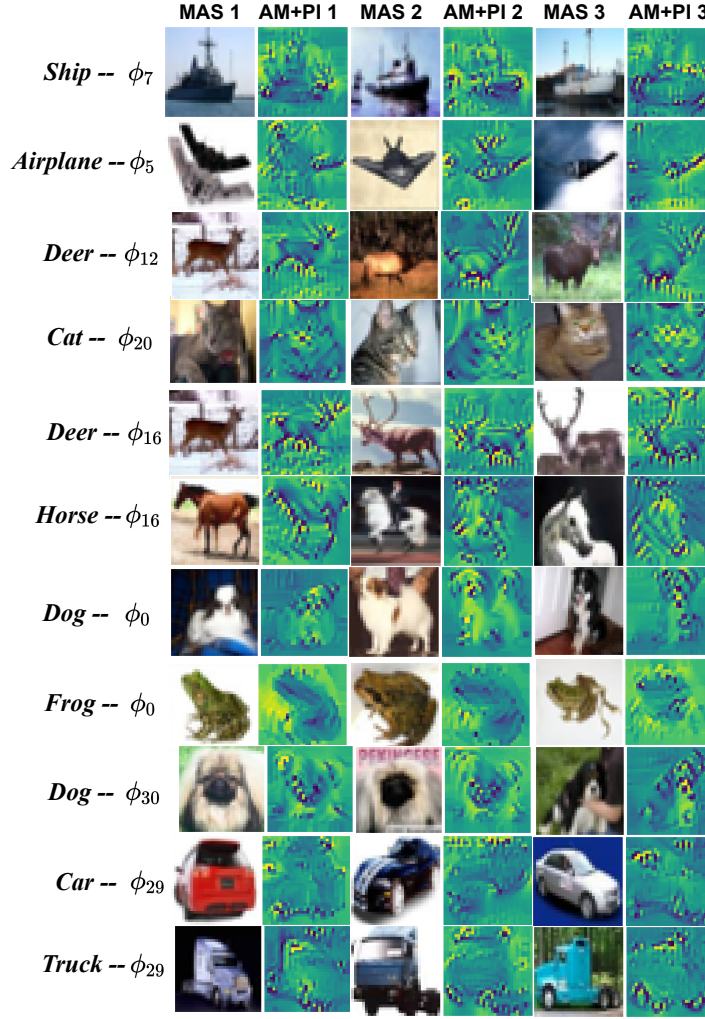 MAS 1 AM+PI 1 MAS 2 AM+PI 2 MAS 3 AM+PI 3
Ship -- ϕ7
Airplane -- ϕ5
Deer -- ϕ12
Cat -- ϕ20
Deer -- ϕ16
Horse -- ϕ16
Dog -- ϕ0
Frog -- ϕ0
Dog -- ϕ30
PEKINGESE
Car -- ϕ29
Truck -- ϕ29